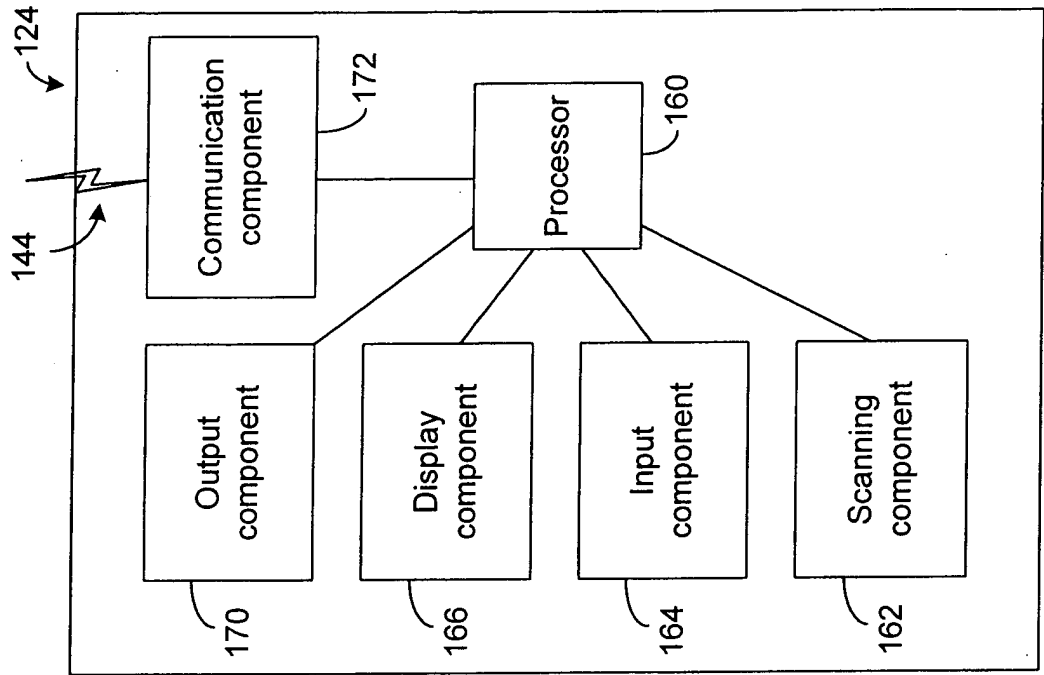 124
144
Communication
component
172
Processor
160
Output
component
170
Display
component
166
Input
component
164
Scanning
component
162